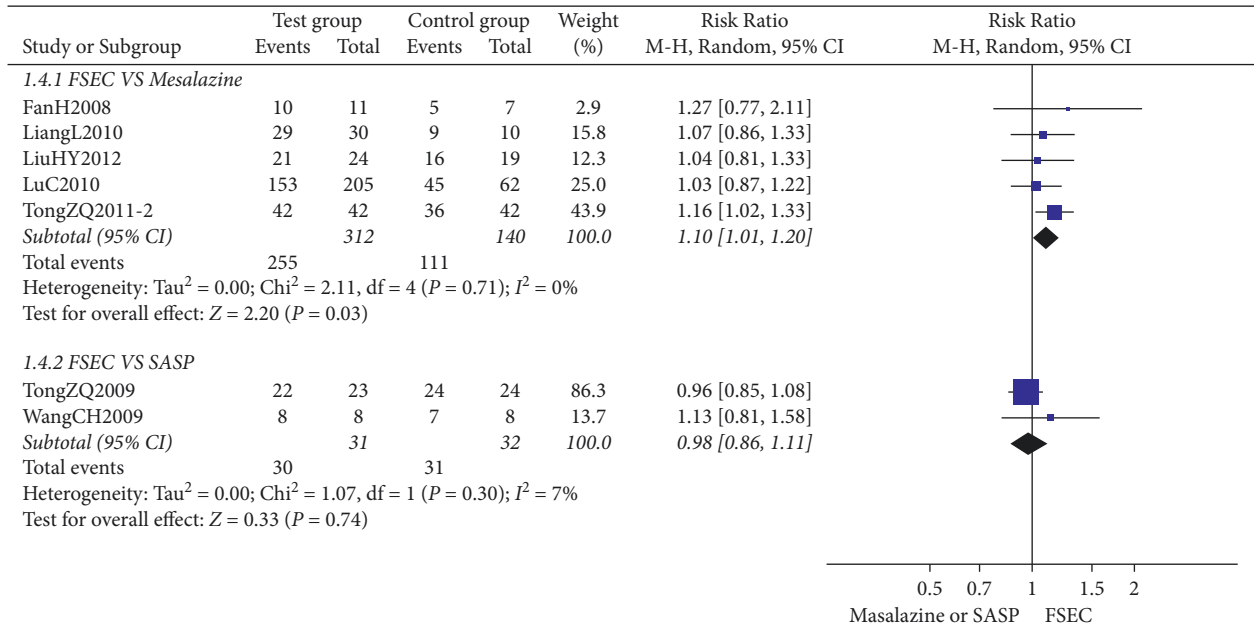 Test group Control group Weight Risk Ratio Risk Ratio
Study or Subgroup Events Total Events Total (%) M-H, Random, 95% CI M-H, Random, 95% CI
1.4.1 FSEC VS Mesalazine
FanH2008 10 11 5 7 2.9 1.27 [0.77, 2.11]
LiangL2010 29 30 9 10 15.8 1.07 [0.86, 1.33]
LiuHY2012 21 24 16 19 12.3 1.04 [0.81, 1.33]
LuC2010 153 205 45 62 25.0 1.03 [0.87, 1.22]
TongZQ2011-2 42 42 36 42 43.9 1.16 [1.02, 1.33]
Subtotal (95% CI) 312 140 100.0 1.10 [1.01, 1.20]
Total events 255 111
Heterogeneity: Tau² = 0.00; Chi² = 2.11, df = 4 (P = 0.71); I² = 0%
Test for overall effect: Z = 2.20 (P = 0.03)
1.4.2 FSEC VS SASP
TongZQ2009 22 23 24 24 86.3 0.96 [0.85, 1.08]
WangCH2009 8 8 7 8 13.7 1.13 [0.81, 1.58]
Subtotal (95% CI) 31 32 100.0 0.98 [0.86, 1.11]
Total events 30 31
Heterogeneity: Tau² = 0.00; Chi² = 1.07, df = 1 (P = 0.30); I² = 7%
Test for overall effect: Z = 0.33 (P = 0.74)
0.5 0.7 1 1.5 2
Masalazine or SASP FSEC